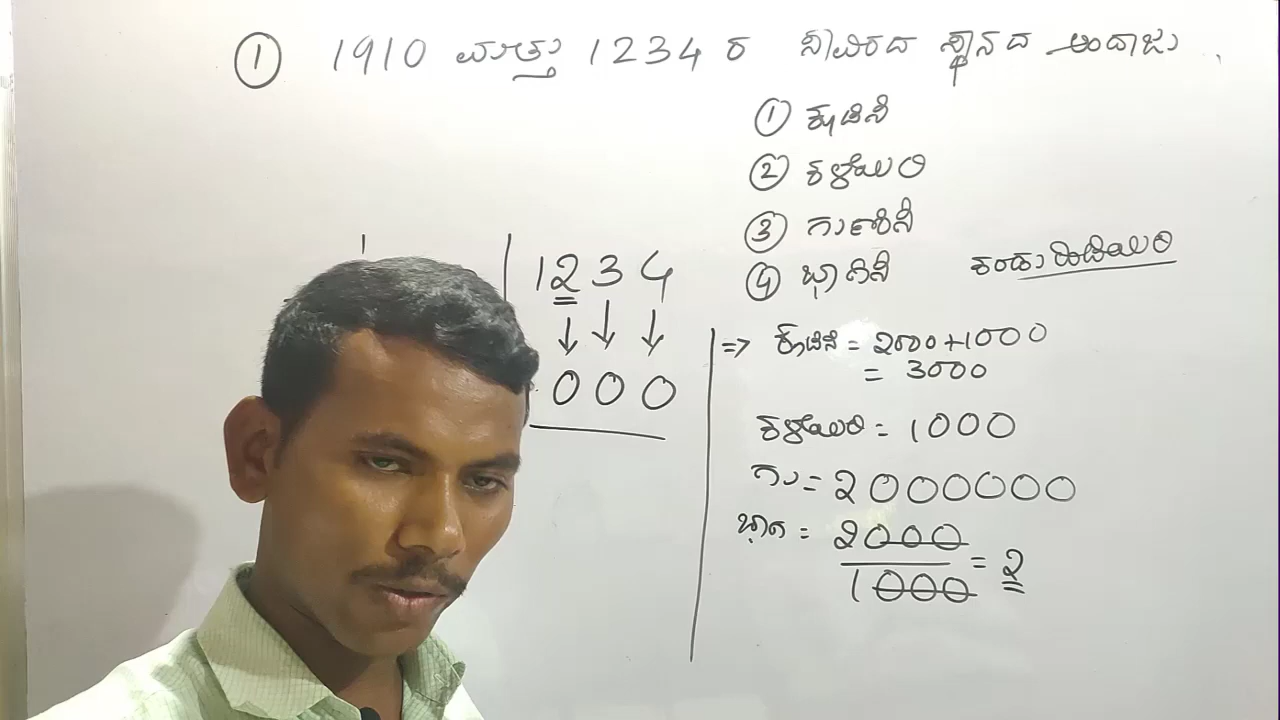 ① 1910 ಮತ್ತು 1234 ರ ಸಾವಿರದ ಸ್ಥಾನದ ಅಂದಾಜು
① ಕೂಡಿಸಿ
② ಕಳೆಯಿರಿ
③ ಗುಣಿಸಿ
④ ಭಾಗಿಸಿ ಕಂಡು ಹಿಡಿಯಿರಿ
1234
000
=> ಕೂಡಿಸಿ = 2000+1000
= 3000
ಕಳೆಯಿರಿ = 1000
ಗು = 2000000
ಭಾಗ = 2000
1000
= 2